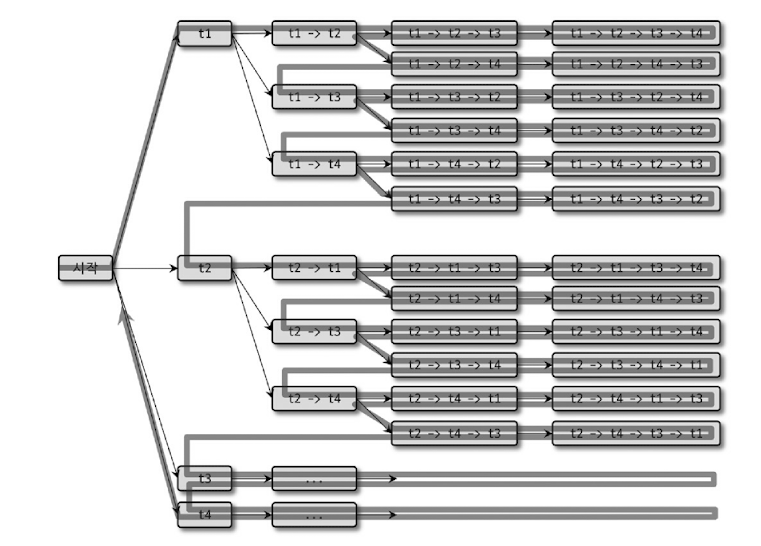 t1 t1 -> t2 t1 -> t2 -> t3 t1 -> t2 -> t3 -> t4
t1 -> t2 -> t4 t1 -> t2 -> t4 -> t3
t1 -> t3 t1 -> t3 -> t2 t1 -> t3 -> t2 -> t4
t1 -> t3 -> t4 t1 -> t3 -> t4 -> t2
t1 -> t4 t1 -> t4 -> t2 t1 -> t4 -> t2 -> t3
t1 -> t4 -> t3 t1 -> t4 -> t3 -> t2
시작 t2 t2 -> t1 t2 -> t1 -> t3 t2 -> t1 -> t3 -> t4
t2 -> t1 -> t4 t2 -> t1 -> t4 -> t3
t2 -> t3 t2 -> t3 -> t1 t2 -> t3 -> t1 -> t4
t2 -> t3 -> t4 t2 -> t3 -> t4 -> t1
t2 -> t4 t2 -> t4 -> t1 t2 -> t4 -> t1 -> t3
t2 -> t4 -> t3 t2 -> t4 -> t3 -> t1
t3 ...
t4 ...